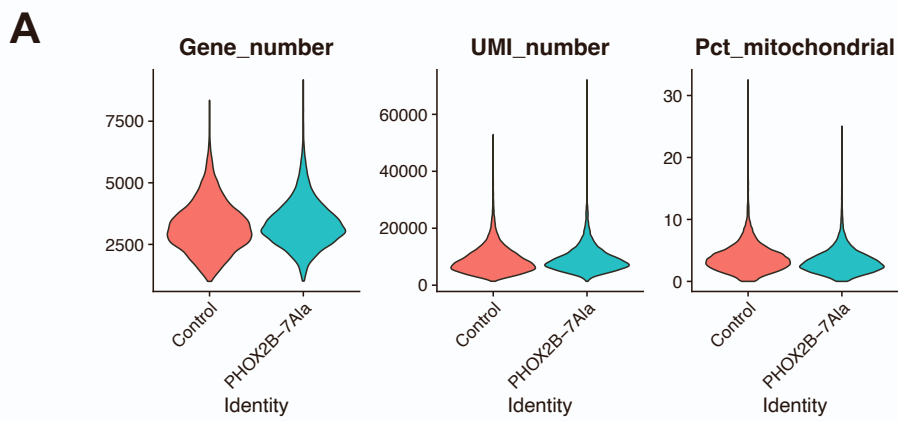 A
Gene_number
UMI_number
Pct_mitochondrial
7500
5000
2500
60000
40000
20000
0
30
20
10
0
Control
PHOX2B−7Ala
Control
PHOX2B−7Ala
Control
PHOX2B−7Ala
Identity
Identity
Identity